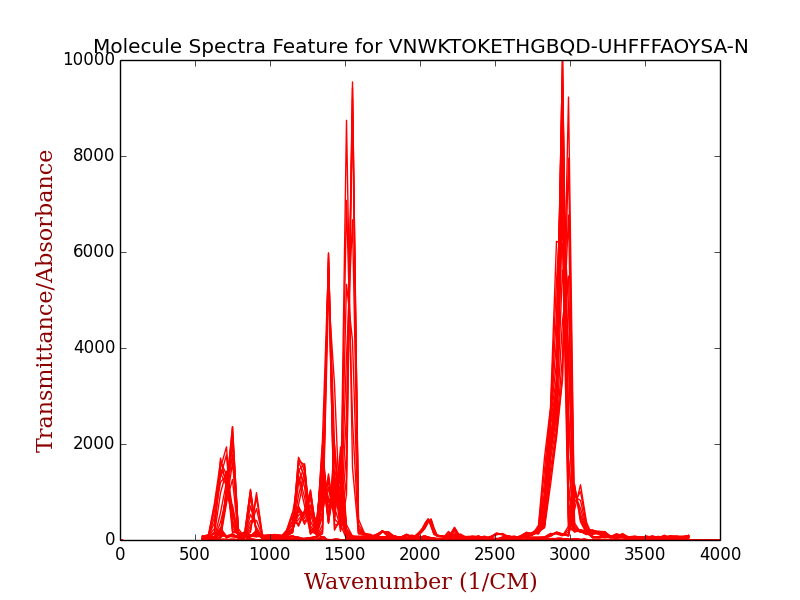 Molecule Spectra Feature for VNWKTOKETHGBQD-UHFFFAOYSA-N
10000
8000
6000
4000
2000
0
0 500 1000 1500 2000 2500 3000 3500 4000
Transmittance/Absorbance
Wavenumber (1/CM)